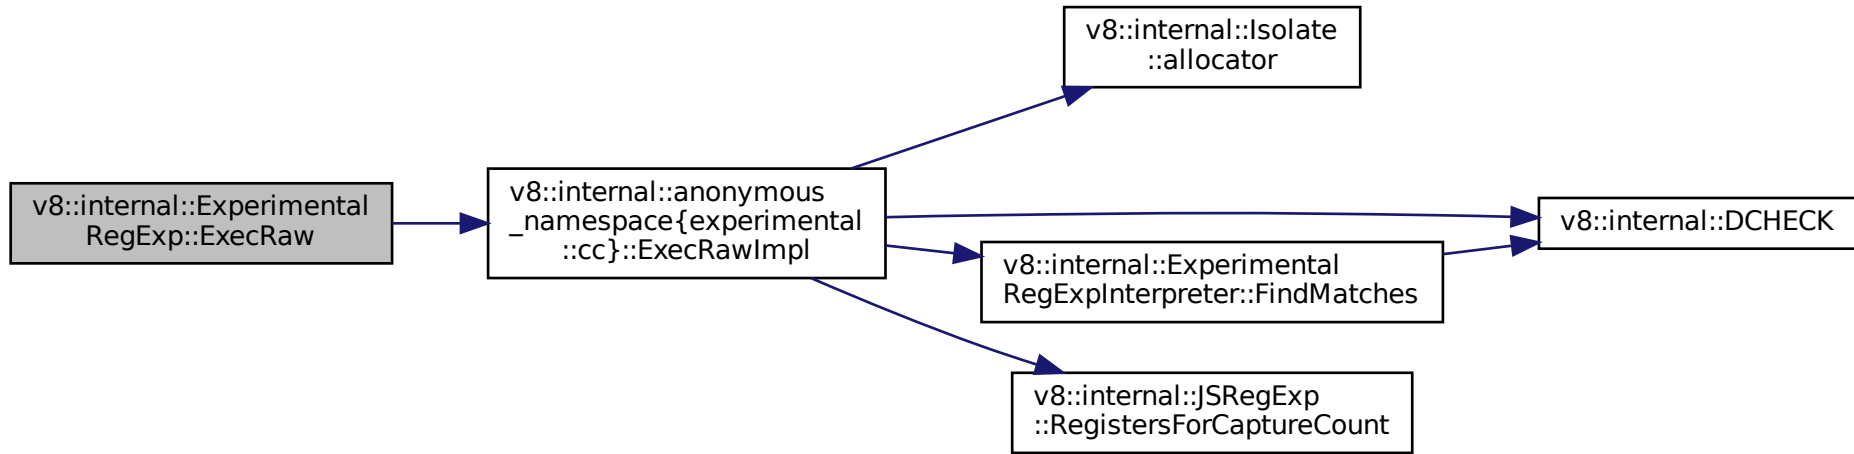 v8::internal::Isolate
::allocator
v8::internal::Experimental
RegExp::ExecRaw
v8::internal::anonymous
_namespace{experimental
::cc}::ExecRawImpl
v8::internal::DCHECK
v8::internal::Experimental
RegExpInterpreter::FindMatches
v8::internal::JSRegExp
::RegistersForCaptureCount